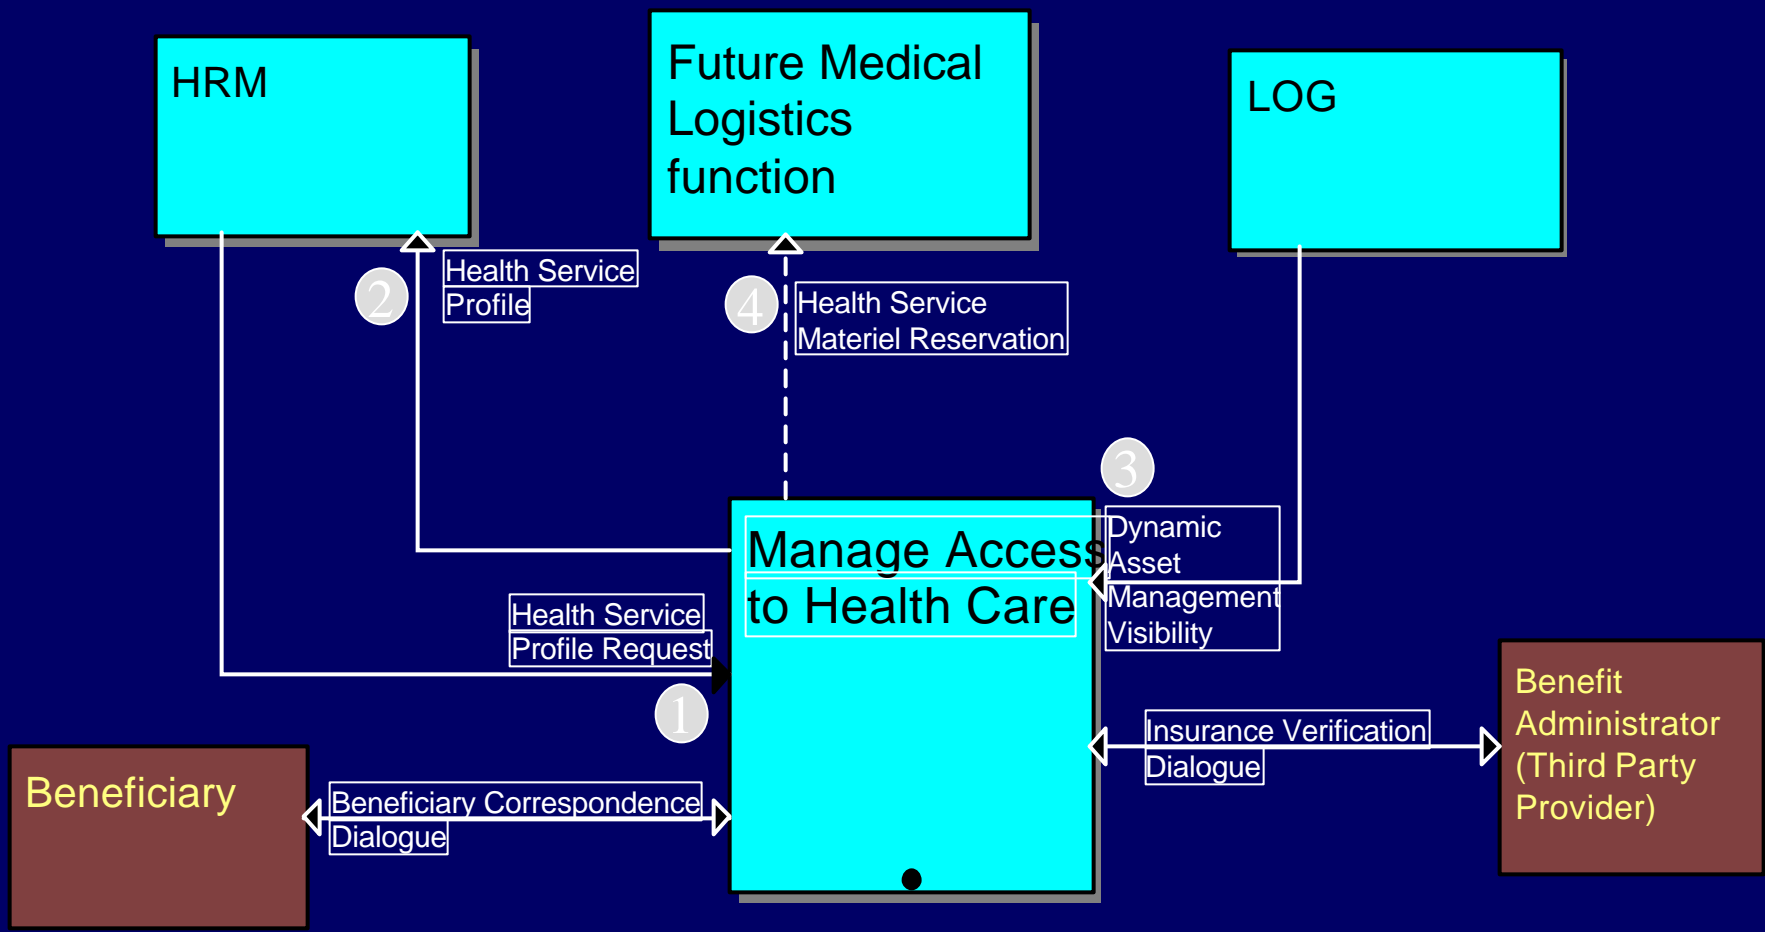 HRM
Future Medical
Logistics
function
LOG
2
Health Service
Profile
4
Health Service
Materiel Reservation
3
Dynamic
Asset
Management
Visibility
Manage Access
to Health Care
Health Service
Profile Request
1
Insurance Verification
Dialogue
Benefit
Administrator
(Third Party
Provider)
Beneficiary
Beneficiary Correspondence
Dialogue